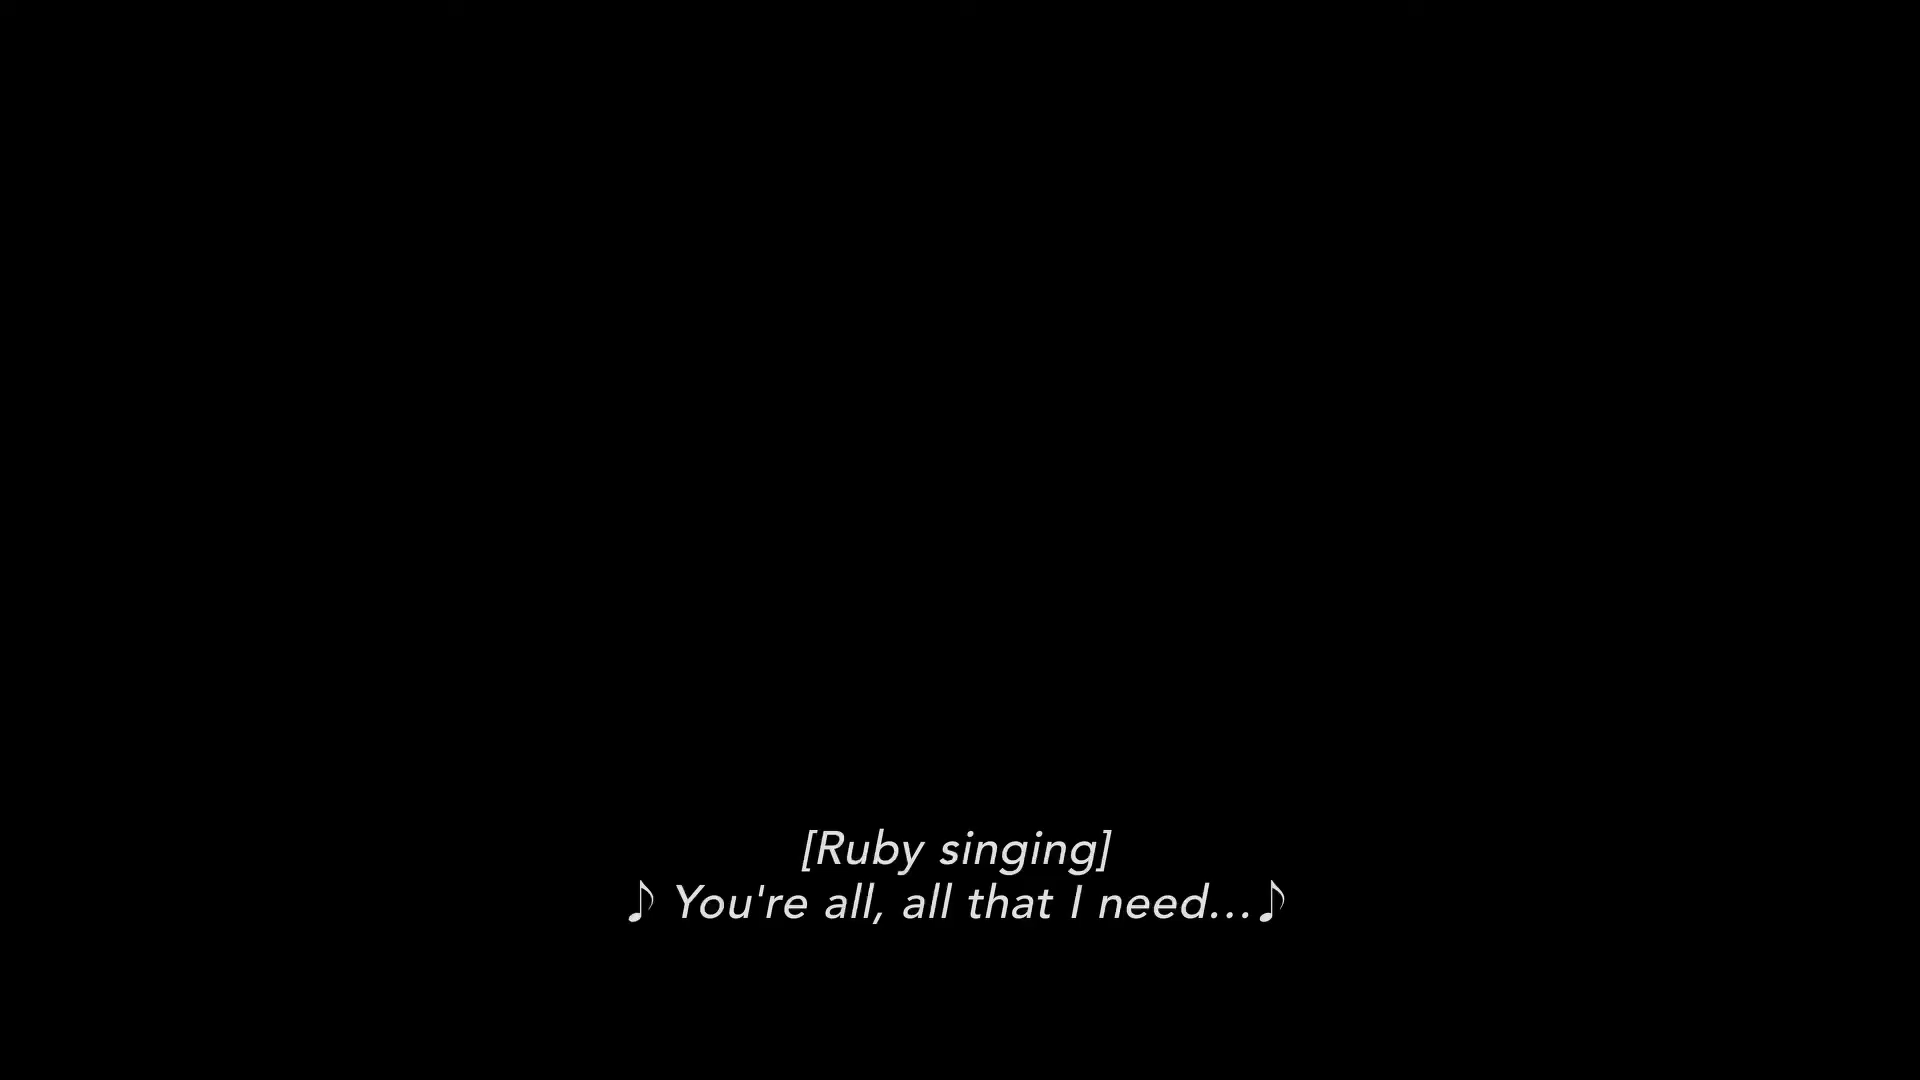 [Ruby singing]
♪ You're all, all that I need...♪